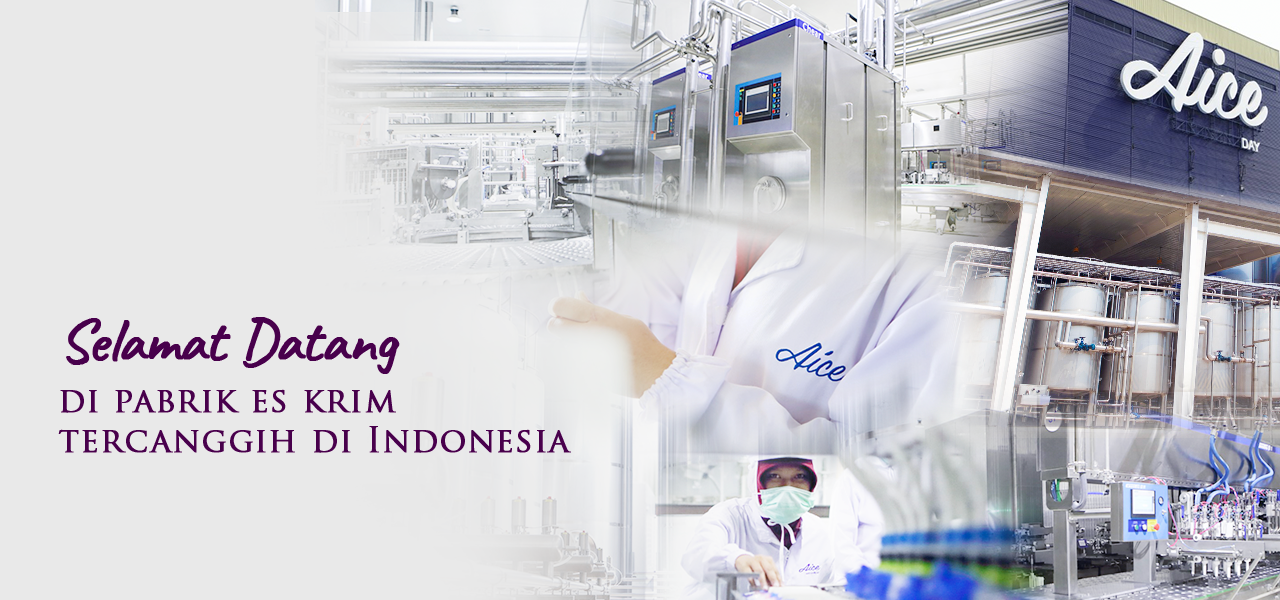 Aice
DAY
Selamat Datang
DI PABRIK ES KRIM
TERCANGGIH DI INDONESIA
Aice
Aice